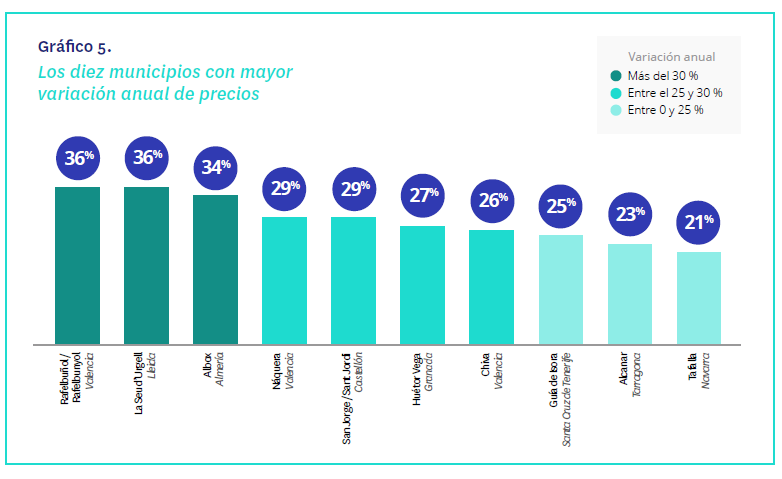 Gráfico 5.
Los diez municipios con mayor
variación anual de precios
Variación anual
Más del 30 %
Entre el 25 y 30 %
Entre 0 y 25 %
36%
36%
34%
29%
29%
27%
26%
25%
23%
21%
Rafelbuñol /
Rafelbunyol
Valencia
La Seu d'Urgell
Lleida
Albox
Almería
Náquera
Valencia
San Jorge / Sant Jordi
Castellón
Huétor Vega
Granada
Chiva
Valencia
Guía de Isora
Santa Cruz de Tenerife
Alcanar
Tarragona
Tafalla
Navarra